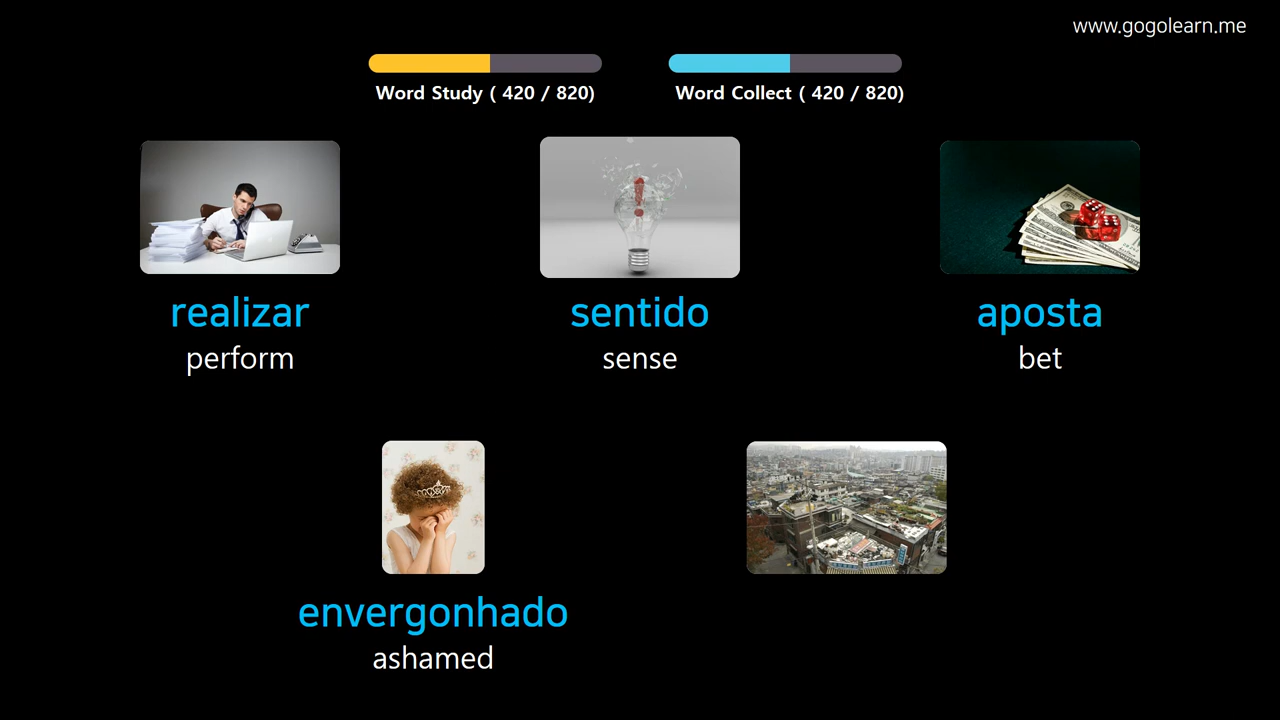 www.gogolearn.me
Word Study ( 420 / 820)
Word Collect ( 420 / 820)
realizar
perform
sentido
sense
aposta
bet
envergonhado
ashamed